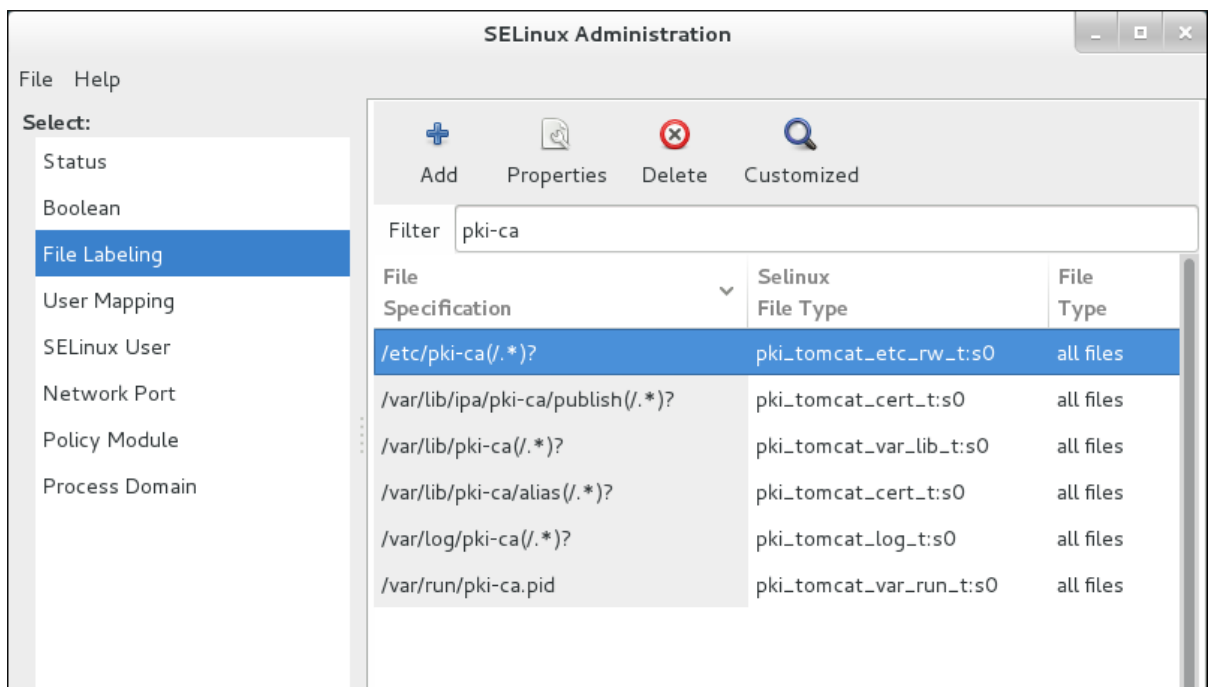 SELinux Administration
File Help
Select:
Status
Boolean
File Labeling
User Mapping
SELinux User
Network Port
Policy Module
Process Domain
Add Properties Delete Customized
Filter pki-ca
File Specification Selinux File Type File Type
/etc/pki-ca(/.*)? pki_tomcat_etc_rw_t:s0 all files
/var/lib/ipa/pki-ca/publish(/.*)? pki_tomcat_cert_t:s0 all files
/var/lib/pki-ca(/.*)? pki_tomcat_var_lib_t:s0 all files
/var/lib/pki-ca/alias(/.*)? pki_tomcat_cert_t:s0 all files
/var/log/pki-ca(/.*)? pki_tomcat_log_t:s0 all files
/var/run/pki-ca.pid pki_tomcat_var_run_t:s0 all files